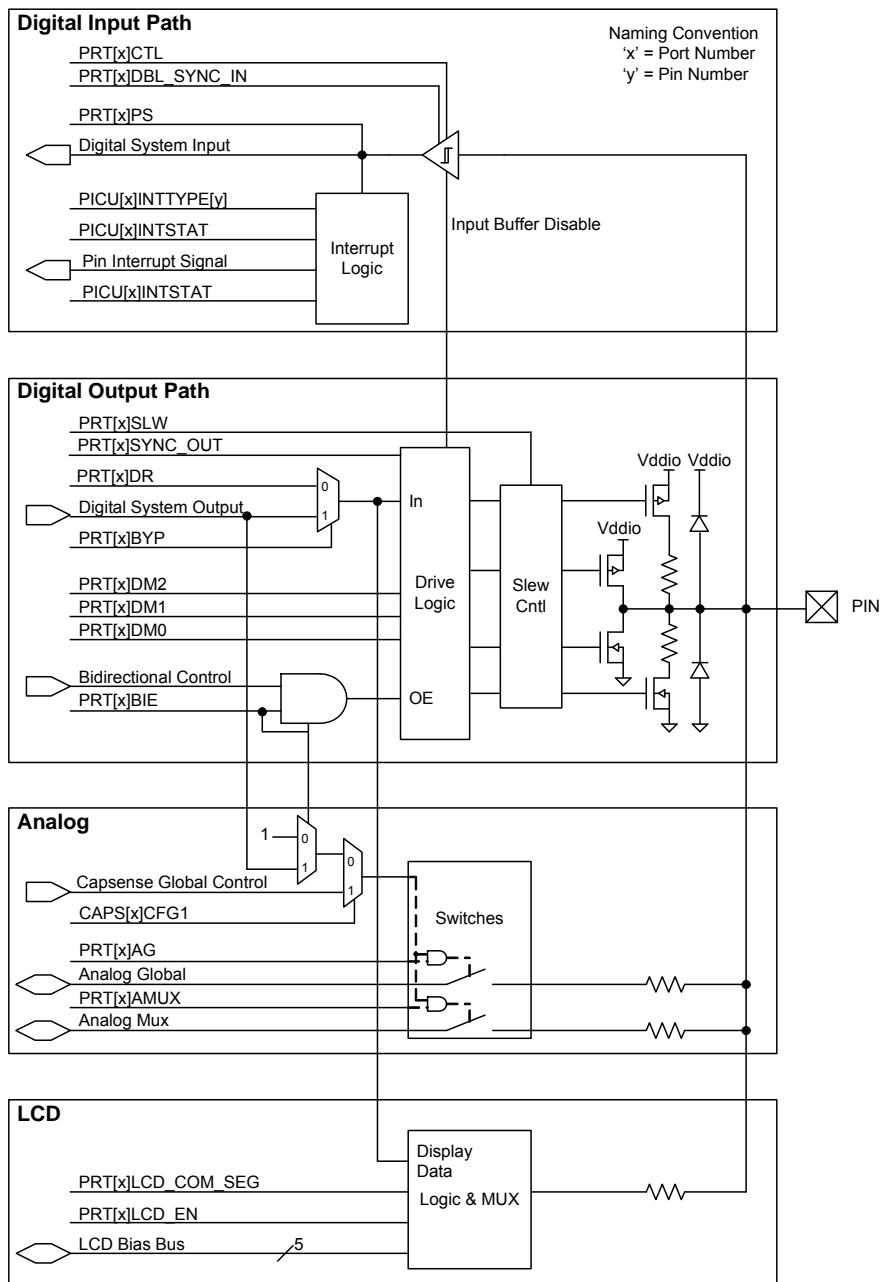 Digital Input Path
Naming Convention
'x' = Port Number
'y' = Pin Number
PRT[x]CTL
PRT[x]DBL_SYNC_IN
PRT[x]PS
Digital System Input
PICU[x]INTTYPE[y]
PICU[x]INTSTAT
Pin Interrupt Signal
PICU[x]INTSTAT
Interrupt
Logic
Input Buffer Disable
Digital Output Path
PRT[x]SLW
PRT[x]SYNC_OUT
PRT[x]DR
Digital System Output
PRT[x]BYP
0
1
PRT[x]DM2
PRT[x]DM1
PRT[x]DM0
Bidirectional Control
PRT[x]BIE
In
Drive
Logic
OE
Slew
Cntl
Vddio
Vddio
Vddio
PIN
Analog
1
0
1
0
1
Capsense Global Control
CAPS[x]CFG1
Switches
PRT[x]AG
Analog Global
PRT[x]AMUX
Analog Mux
LCD
Display
Data
Logic & MUX
PRT[x]LCD_COM_SEG
PRT[x]LCD_EN
LCD Bias Bus
5